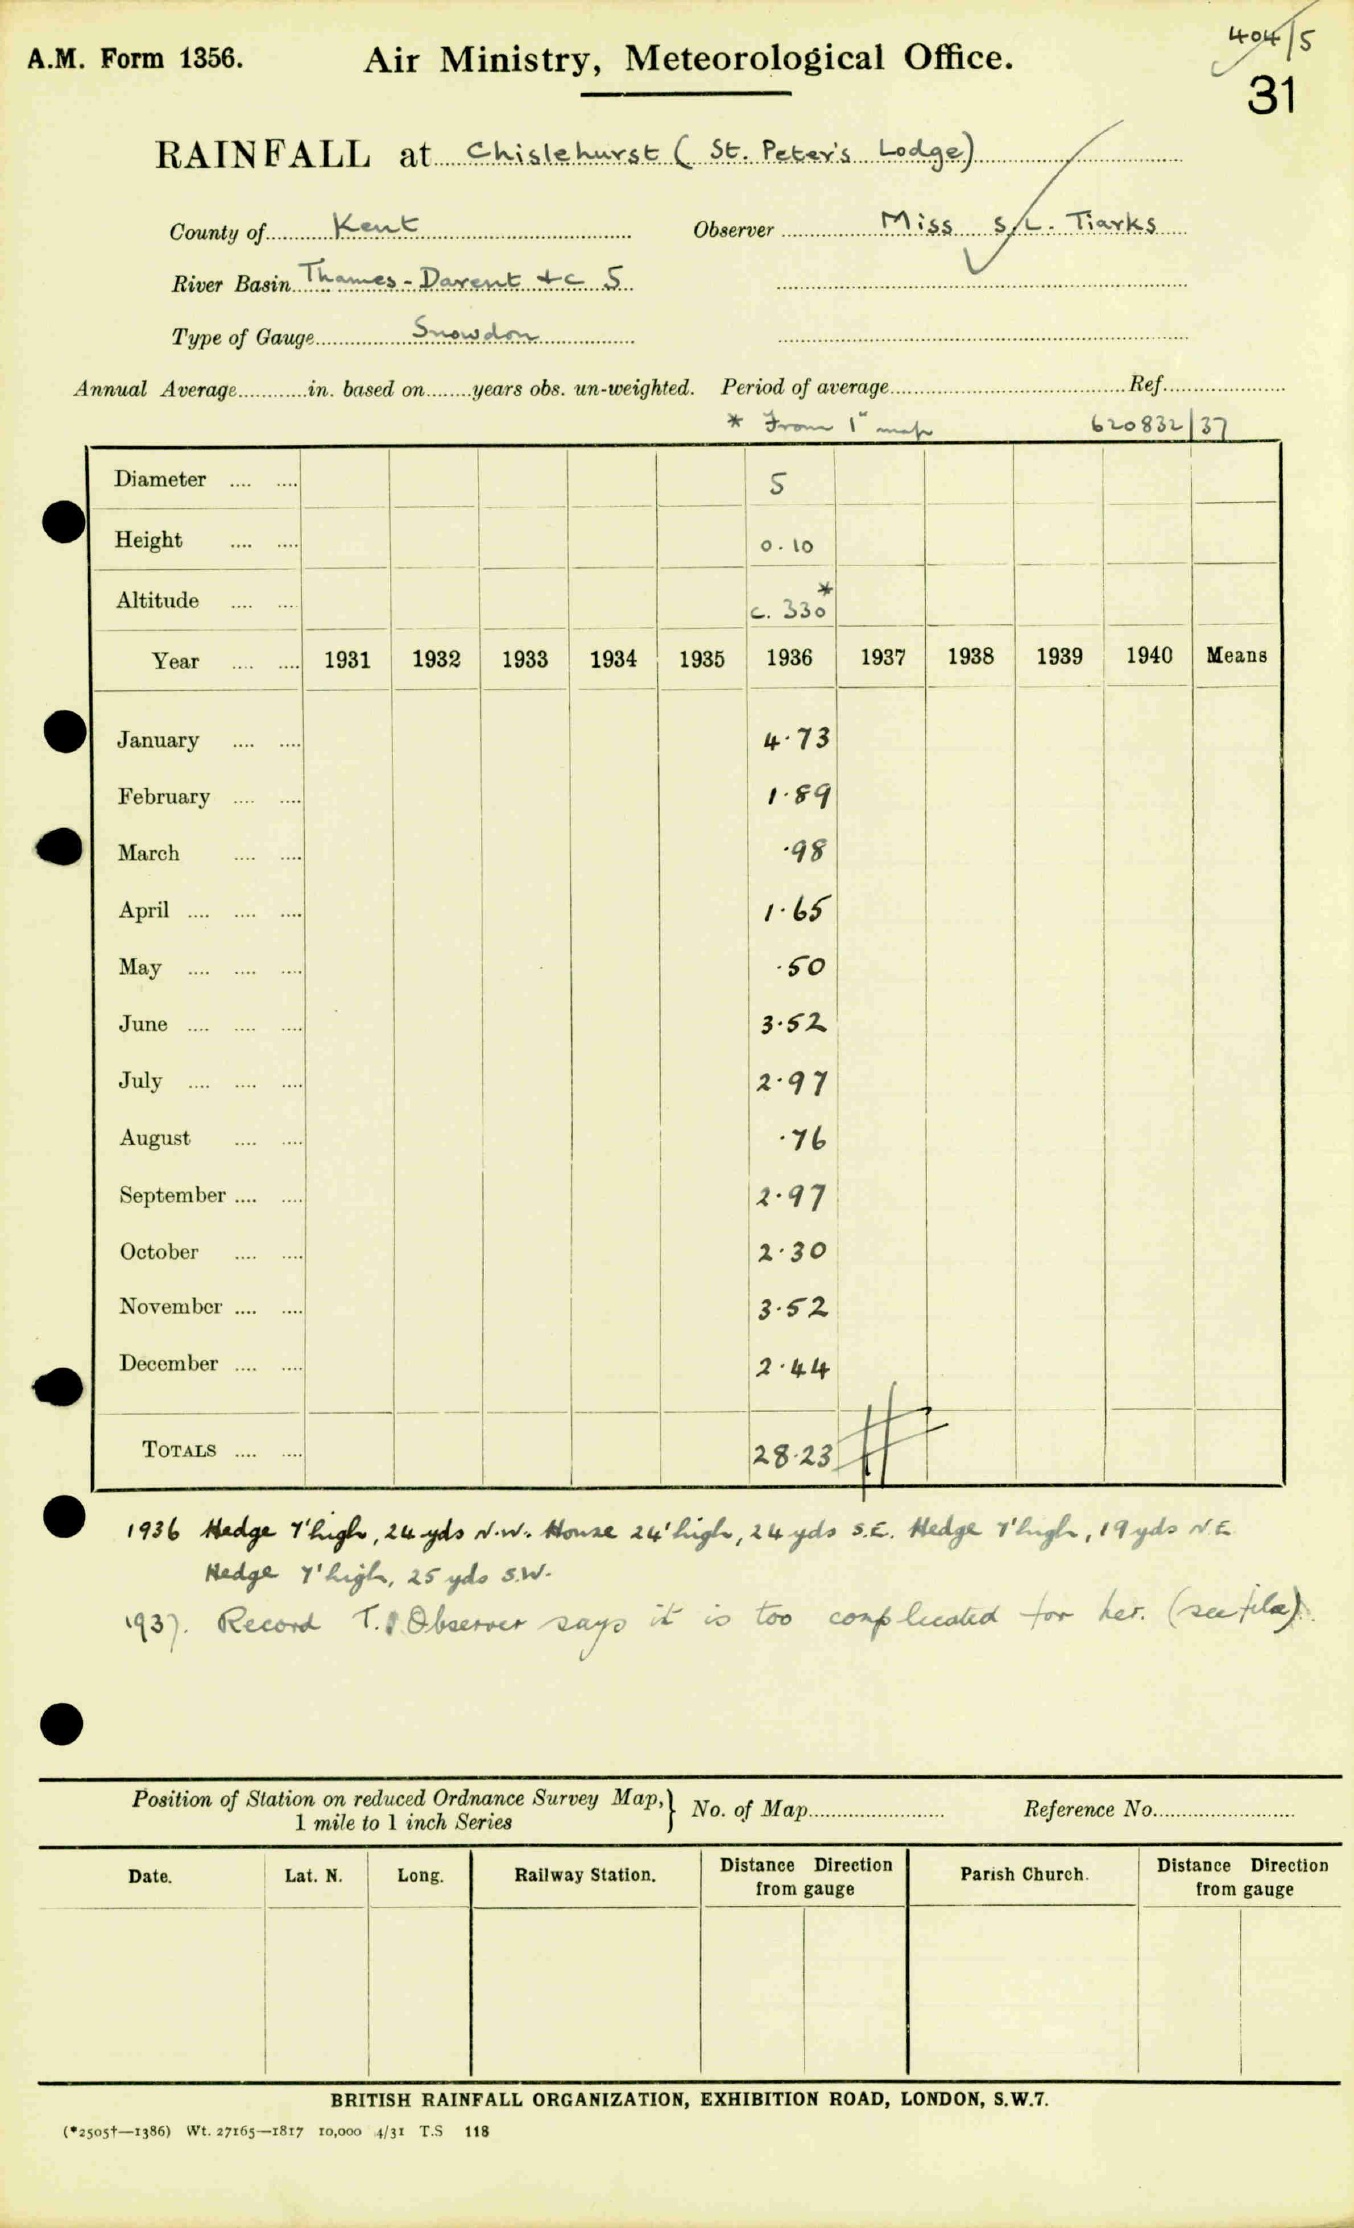 404/5
A.M. Form 1356. Air Ministry, Meteorological Office.
31
RAINFALL at Chislehurst (St. Peter's Lodge)
County of Kent Observer Miss S.L. Tiarks
River Basin Thames - Darent &c 5
Type of Gauge Snowdon
Annual Average............in. based on........years obs. un-weighted. Period of average............Ref............
* From 1" map 620832/37
Diameter .... .... 5
Height .... .... 0.10
Altitude .... .... c. 330*
Year .... .... 1931 1932 1933 1934 1935 1936 1937 1938 1939 1940 Means
January .... .... 4.73
February .... .... 1.89
March .... .... .98
April .... .... .... 1.65
May .... .... .... .50
June .... .... .... 3.52
July .... .... .... 2.97
August .... .... .76
September .... .... 2.97
October .... .... 2.30
November .... .... 3.52
December .... .... 2.44
TOTALS .... .... 28.23
1936 Hedge 7' high, 24 yds N.W. House 24' high, 24 yds S.E. Hedge 7' high, 19 yds N.E
Hedge 7' high, 25 yds S.W.
1937. Record T. Observer says it is too complicated for her. (see file).
Position of Station on reduced Ordnance Survey Map, } No. of Map............ Reference No............
1 mile to 1 inch Series
Date. Lat. N. Long. Railway Station. Distance Direction from gauge Parish Church. Distance Direction from gauge
BRITISH RAINFALL ORGANIZATION, EXHIBITION ROAD, LONDON, S.W.7.
(*2505†—1386) Wt. 27165—1817 10,000 4/31 T.S 118